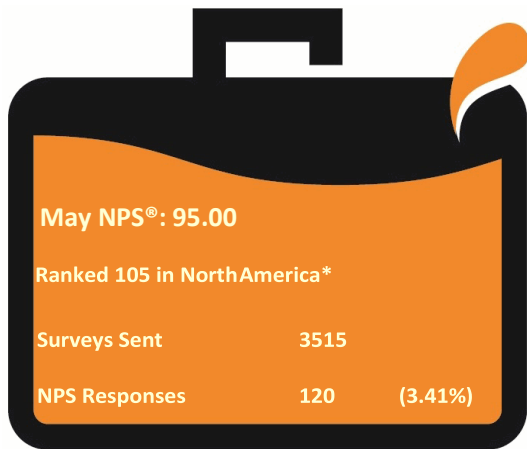 May NPS®: 95.00
Ranked 105 in NorthAmerica*
Surveys Sent 3515
NPS Responses 120 (3.41%)